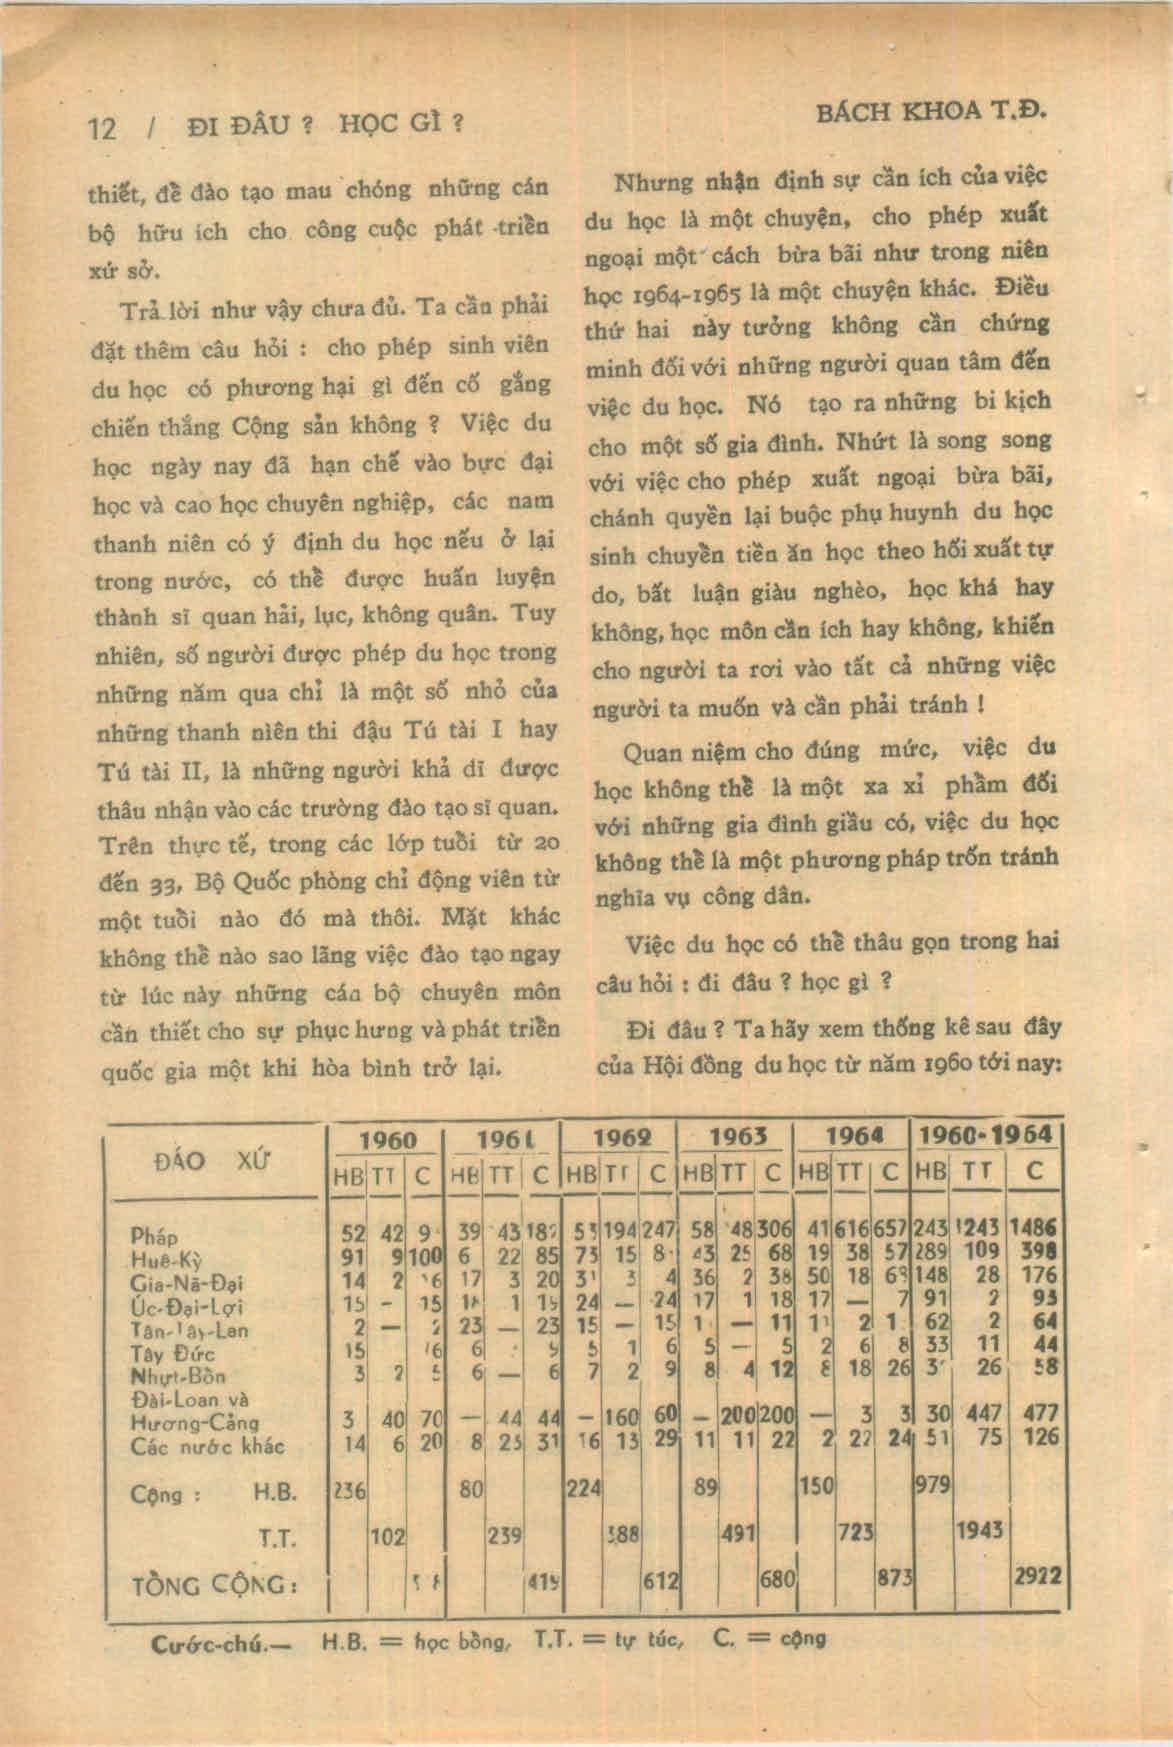 12 / ĐI ĐÂU ? HỌC GÌ ?
BÁCH KHOA T.Đ.
thiết, để đào tạo mau chóng những cán
bộ hữu ích cho công cuộc phát triển
xứ sở.
Trả lời như vậy chưa đủ. Ta cần phải
đặt thêm câu hỏi : cho phép sinh viên
du học có phương hại gì đến cố gắng
chiến thắng Cộng sản không ? Việc du
học ngày nay đã hạn chế vào bực đại
học và cao học chuyên nghiệp, các nam
thanh niên có ý định du học nếu ở lại
trong nước, có thể được huấn luyện
thành sĩ quan hải, lục, không quân. Tuy
nhiên, số người được phép du học trong
những năm qua chỉ là một số nhỏ của
những thanh niên thi đậu Tú tài I hay
Tú tài II, là những người khả dĩ được
thâu nhận vào các trường đào tạo sĩ quan.
Trên thực tế, trong các lớp tuổi từ 20
đến 33, Bộ Quốc phòng chỉ động viên từ
một tuổi nào đó mà thôi. Mặt khác
không thể nào sao lãng việc đào tạo ngay
từ lúc này những cán bộ chuyên môn
cần thiết cho sự phục hưng và phát triển
quốc gia một khi hòa bình trở lại.
Nhưng nhận định sự cần ích của việc
du học là một chuyện, cho phép xuất
ngoại một cách bừa bãi như trong niên
học 1964-1965 là một chuyện khác. Điều
thứ hai này tưởng không cần chứng
minh đối với những người quan tâm đến
việc du học. Nó tạo ra những bi kịch
cho một số gia đình. Nhứt là song song
với việc cho phép xuất ngoại bừa bãi,
chánh quyền lại buộc phụ huynh du học
sinh chuyển tiền ăn học theo hối xuất tự
do, bất luận giàu nghèo, học khá hay
không, học môn cần ích hay không, khiến
cho người ta rơi vào tất cả những việc
người ta muốn và cần phải tránh !
Quan niệm cho đúng mức, việc du
học không thể là một xa xỉ phẩm đối
với những gia đình giầu có, việc du học
không thể là một phương pháp trốn tránh
nghĩa vụ công dân.
Việc du học có thể thâu gọn trong hai
câu hỏi : đi đâu ? học gì ?
Đi đâu ? Ta hãy xem thống kê sau đây
của Hội đồng du học từ năm 1960 tới nay:
ĐÁO XỨ 1960 1961 1962 1963 1964 1960-1964
HB TT C HB TT C HB TT C HB TT C HB TT C HB TT C
Pháp 52 42 39 43 53 194 247 58 48 306 41 616 657 243 1243 1486
Huê-Kỳ 91 9 100 6 22 85 73 15 43 25 68 19 38 57 289 109 398
Gia-Nã-Đại 14 2 17 3 20 3 4 36 2 38 50 18 148 28 176
Úc-Đại-Lợi 15 - 15 1 24 — 24 17 1 18 17 — 7 91 2 93
Tân-Tây-Lan 2 — 23 — 23 15 — 15 — 11 2 62 2 64
Tây Đức 15 6 5 1 6 5 — 5 2 6 8 33 11 44
Nhựt-Bổn 3 2 6 — 6 7 2 9 8 4 12 8 18 26 26 58
Đài-Loan và
Hương-Cảng 3 40 70 — 44 44 — 160 60 — 200 200 — 3 3 30 447 477
Các nước khác 14 6 20 8 23 31 16 13 29 11 11 22 2 22 24 51 75 126
Cộng : H.B. 236 80 224 89 150 979
T.T. 102 239 388 491 723 1943
TỔNG CỘNG : 419 612 680 873 2922
Cước-chú.— H.B. = học bổng, T.T. = tự túc, C. = cộng